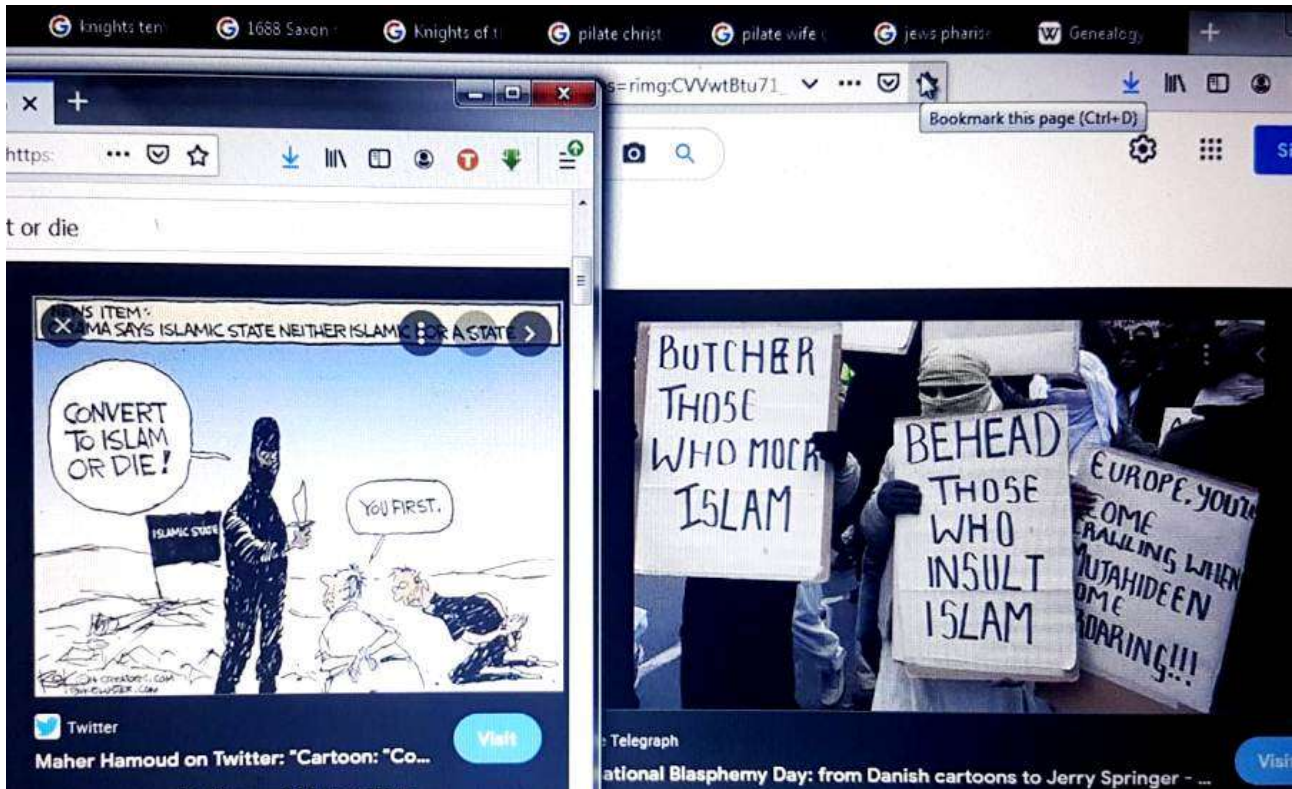 knights tem
1688 Saxon
Knights of t
pilate christ
pilate wife
jews pharise
Genealogy
s=rimg:CVVwtBtu71_
Bookmark this page (Ctrl+D)
https:
t or die
NEWS ITEM:
OBAMA SAYS ISLAMIC STATE NEITHER ISLAMIC NOR A STATE
CONVERT
TO ISLAM
OR DIE!
YOU FIRST.
ISLAMIC STATE
Twitter
Visit
Maher Hamoud on Twitter: "Cartoon: "Co...
BUTCHER
THOSE
WHO MOCK
ISLAM
BEHEAD
THOSE
WHO
INSULT
ISLAM
EUROPE, YOU'LL
COME
CRAWLING WHEN
MUJAHIDEEN
COME
ROARING!!!
Telegraph
ational Blasphemy Day: from Danish cartoons to Jerry Springer - ...
Visi